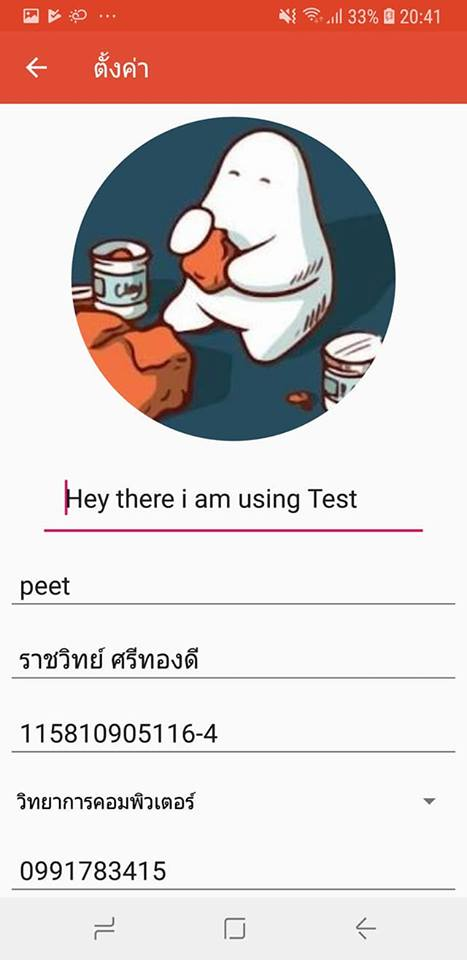 33% 20:41
ตั้งค่า
Clay
Hey there i am using Test
peet
ราชวิทย์ ศรีทองดี
115810905116-4
วิทยาการคอมพิวเตอร์
0991783415